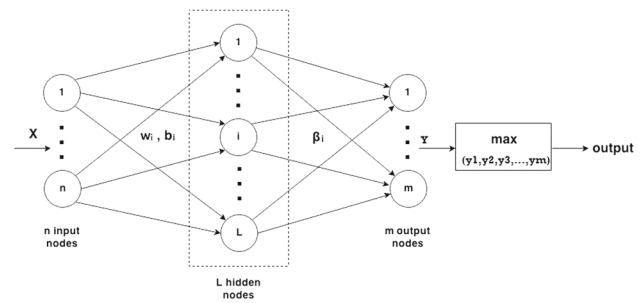 1
1
1
X
wᵢ , bᵢ
i
βᵢ
Y
max
(y1,y2,y3,...,ym)
output
n
m
L
n input
nodes
m output
nodes
L hidden
nodes